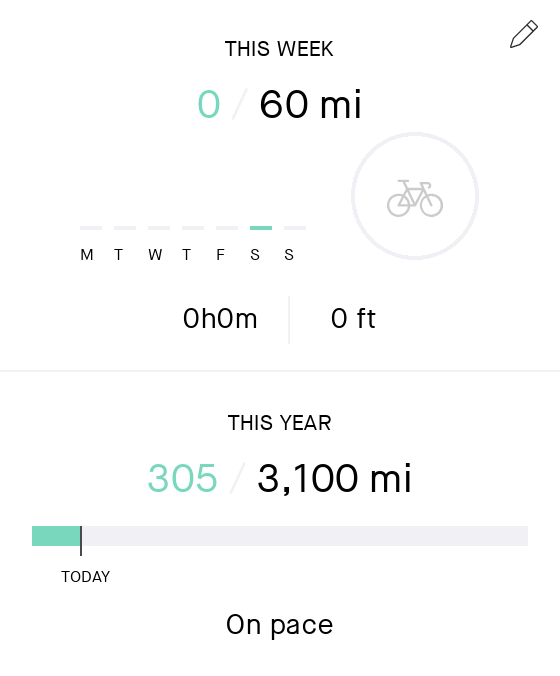 THIS WEEK
0 / 60 mi
M T W T F S S
0h0m 0 ft
THIS YEAR
305 / 3,100 mi
TODAY
On pace